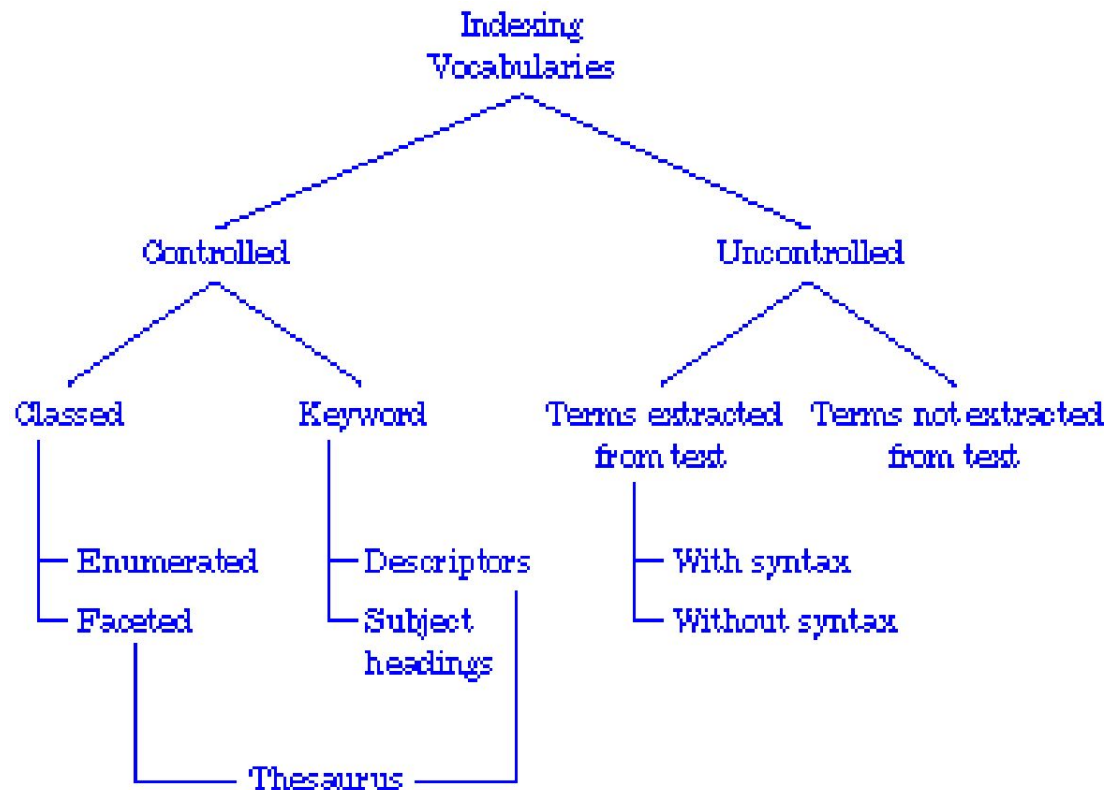 Indexing
Vocabularies
Controlled
Uncontrolled
Classed
Keyword
Terms extracted
from text
Terms not extracted
from text
Enumerated
Descriptors
With syntax
Faceted
Subject
headings
Without syntax
Thesaurus